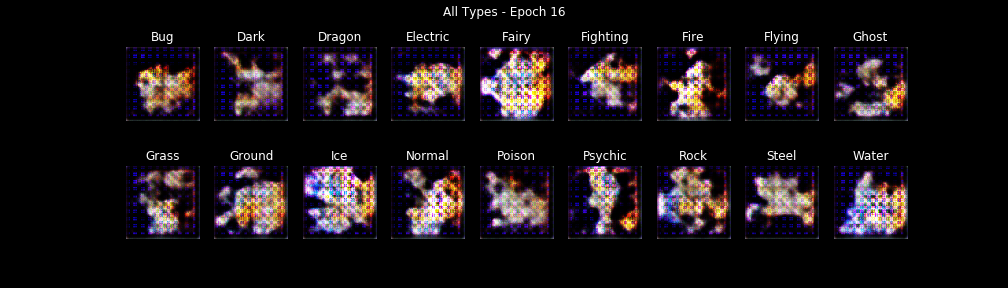 All Types - Epoch 16
Bug Dark Dragon Electric Fairy Fighting Fire Flying Ghost
Grass Ground Ice Normal Poison Psychic Rock Steel Water